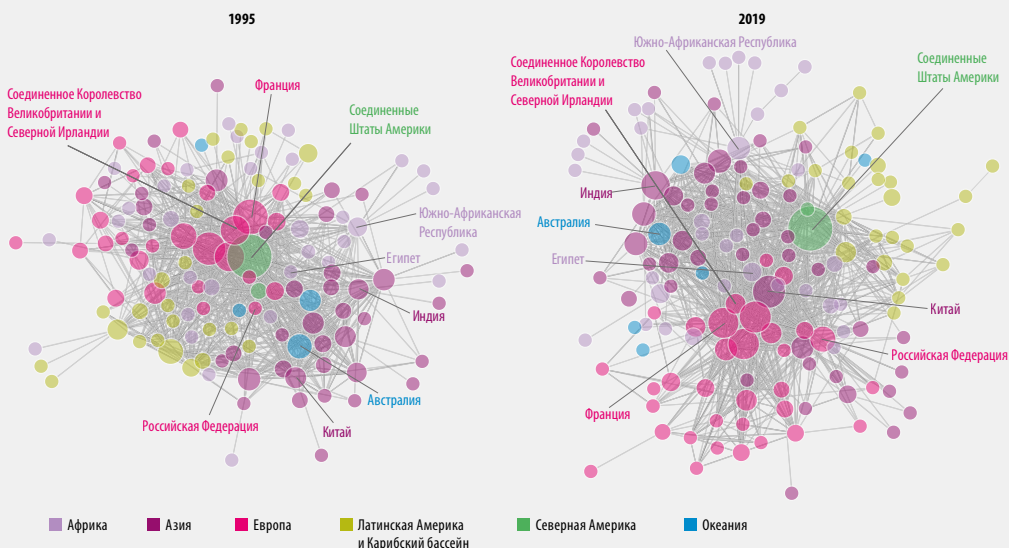 1995
Соединенное Королевство
Великобритании и
Северной Ирландии
Франция
Соединенные
Штаты Америки
Южно-Африканская
Республика
Египет
Индия
Австралия
Китай
Российская Федерация
2019
Южно-Африканская Республика
Соединенное Королевство
Великобритании и
Северной Ирландии
Соединенные
Штаты Америки
Индия
Австралия
Египет
Китай
Российская Федерация
Франция
Африка
Азия
Европа
Латинская Америка
и Карибский бассейн
Северная Америка
Океания